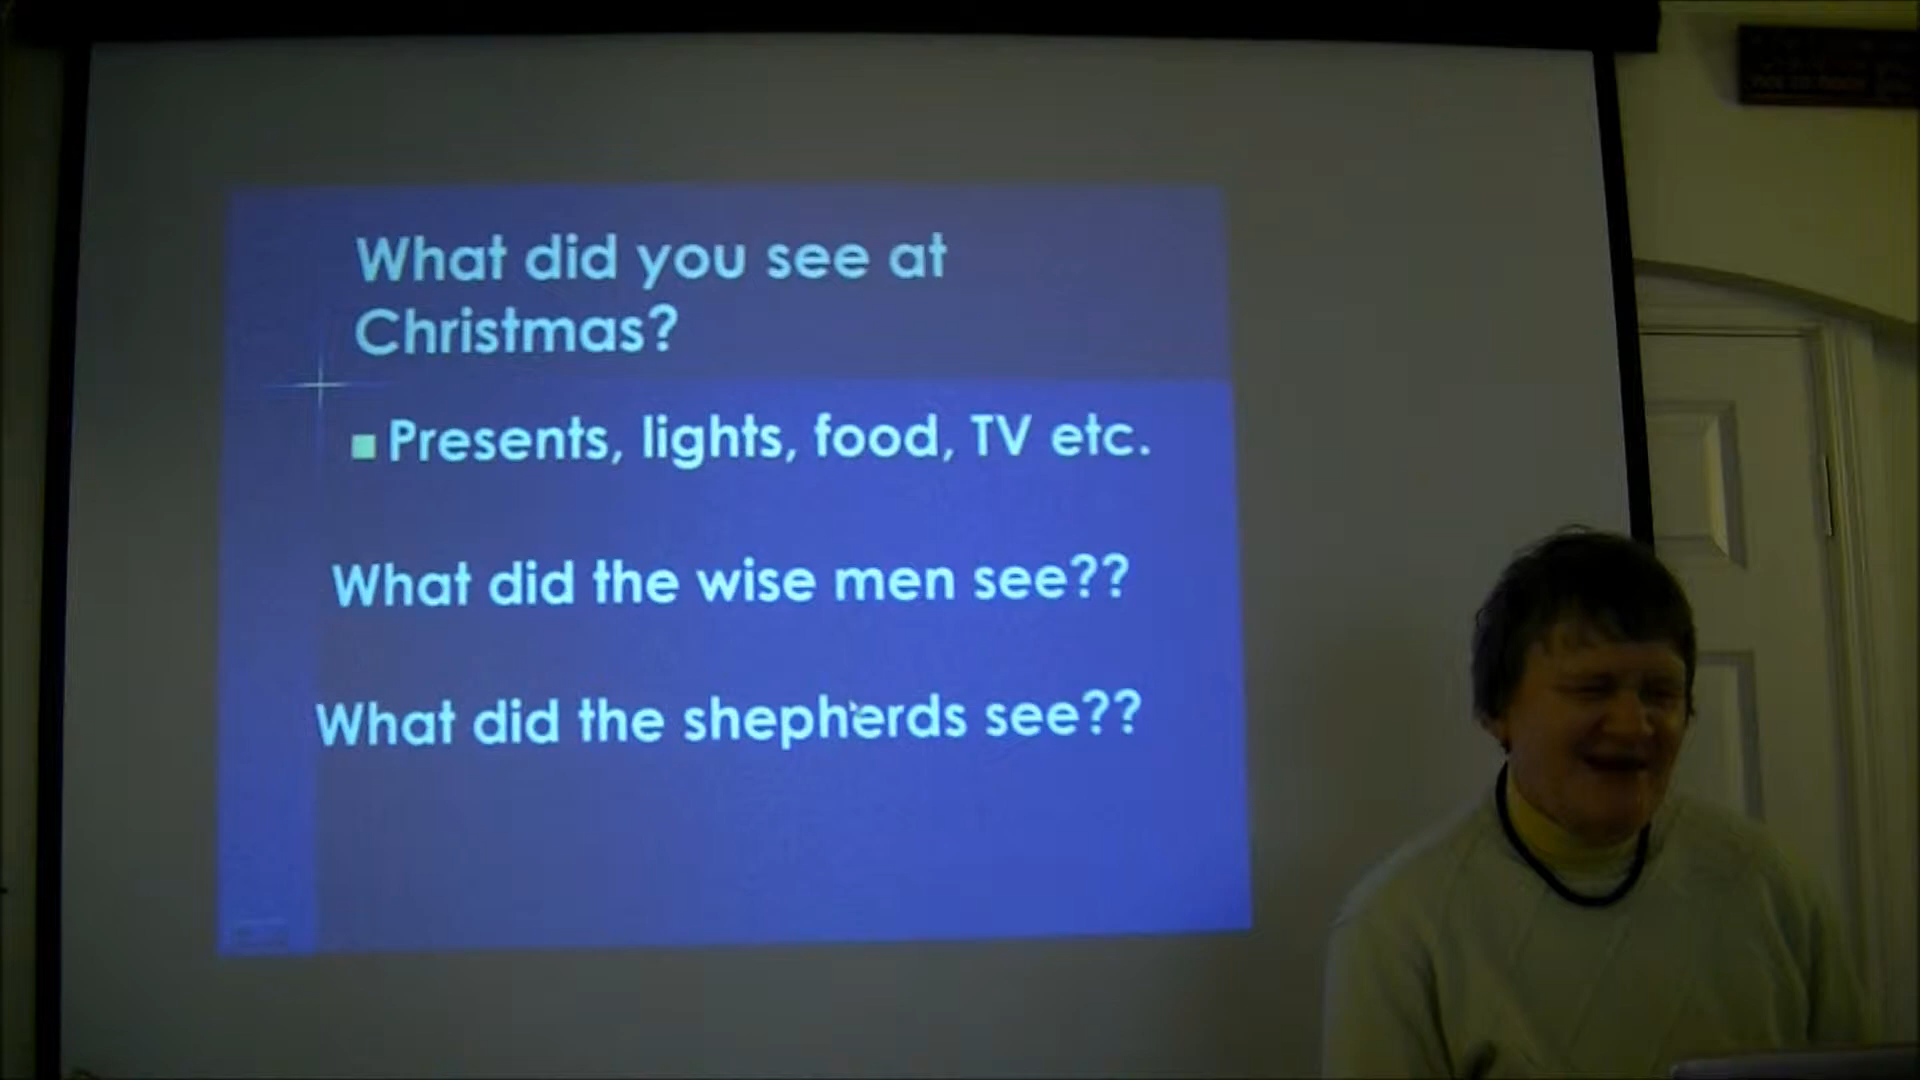 What did you see at
Christmas?
Presents, lights, food, TV etc.
What did the wise men see??
What did the shepherds see??